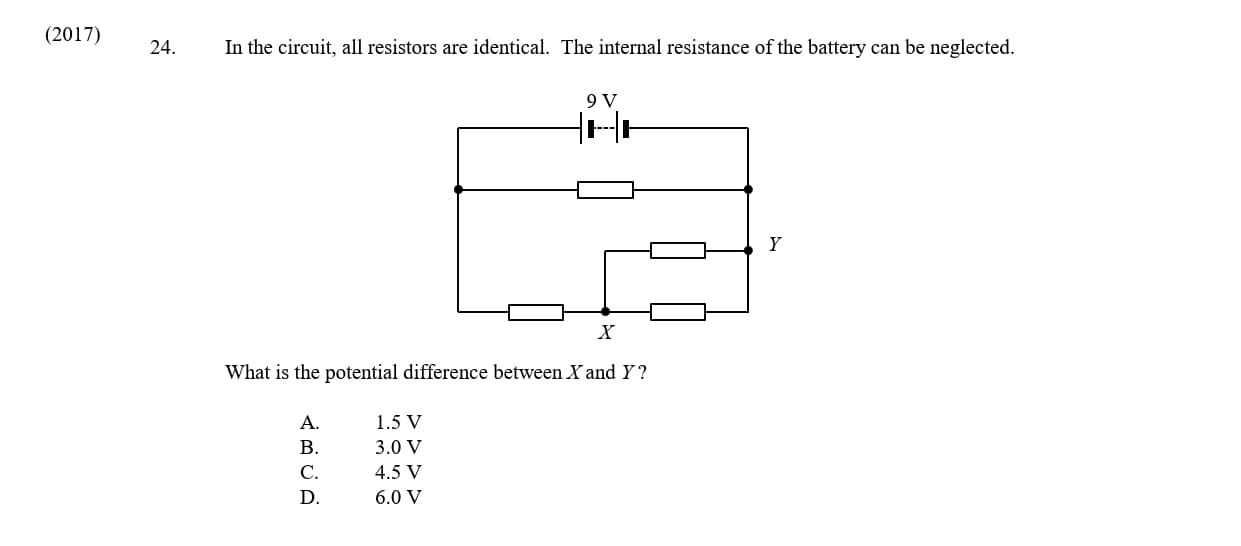 (2017)
24. In the circuit, all resistors are identical. The internal resistance of the battery can be neglected.
9 V
Y
X
What is the potential difference between X and Y?
A. 1.5 V
B. 3.0 V
C. 4.5 V
D. 6.0 V